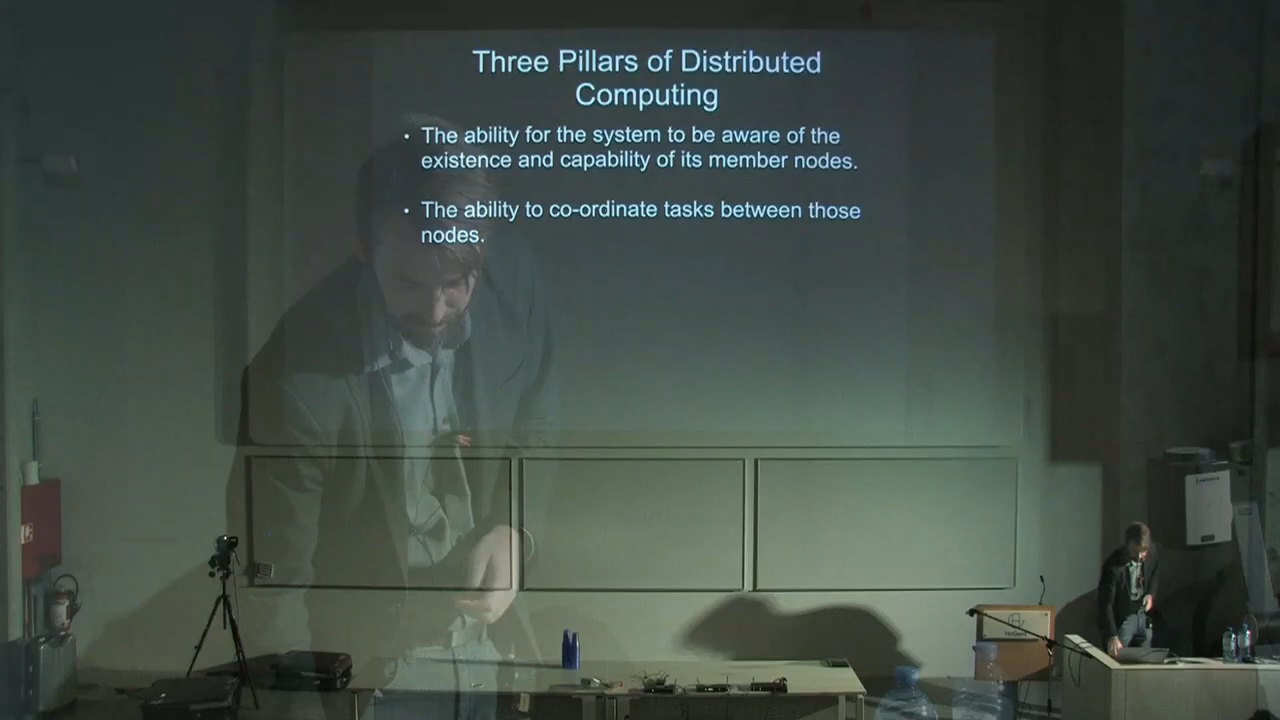 Three Pillars of Distributed
Computing
• The ability for the system to be aware of the
existence and capability of its member nodes.
• The ability to co-ordinate tasks between those
nodes.